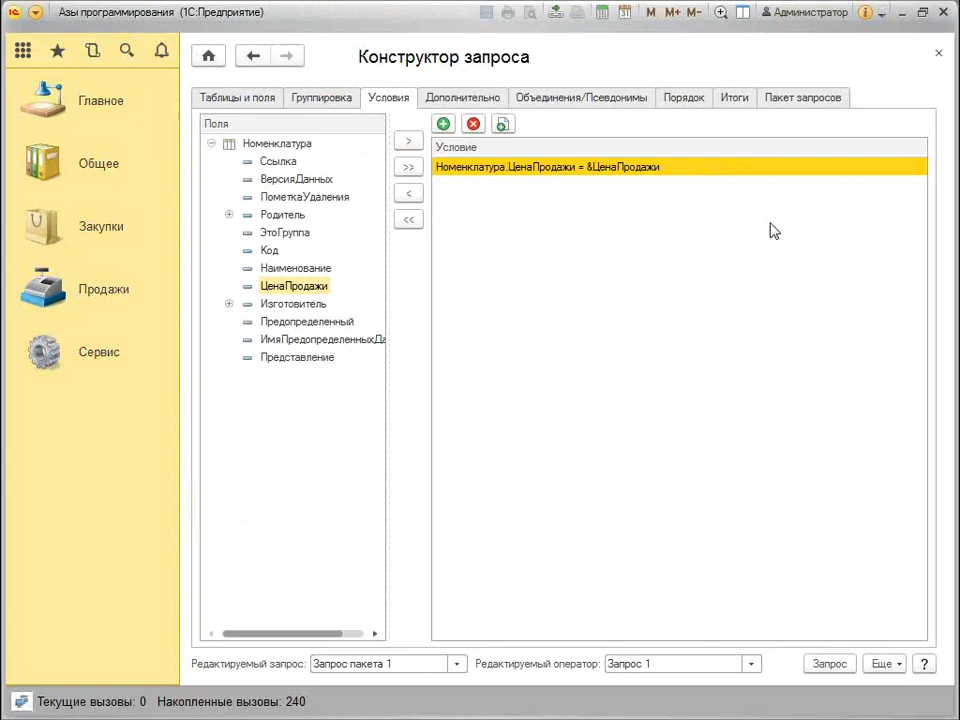 Азы программирования (1С:Предприятие)
M M+ M- Администратор
Главное
Общее
Закупки
Продажи
Сервис
Конструктор запроса
Таблицы и поля Группировка Условия Дополнительно Объединения/Псевдонимы Порядок Итоги Пакет запросов
Поля
Номенклатура
Ссылка
ВерсияДанных
ПометкаУдаления
Родитель
ЭтоГруппа
Код
Наименование
ЦенаПродажи
Изготовитель
Предопределенный
ИмяПредопределенныхДа
Представление
> 
>>
<
<<
Условие
Номенклатура.ЦенаПродажи = &ЦенаПродажи
Редактируемый запрос: Запрос пакета 1 Редактируемый оператор: Запрос 1 Запрос Еще ?
Текущие вызовы: 0 Накопленные вызовы: 240